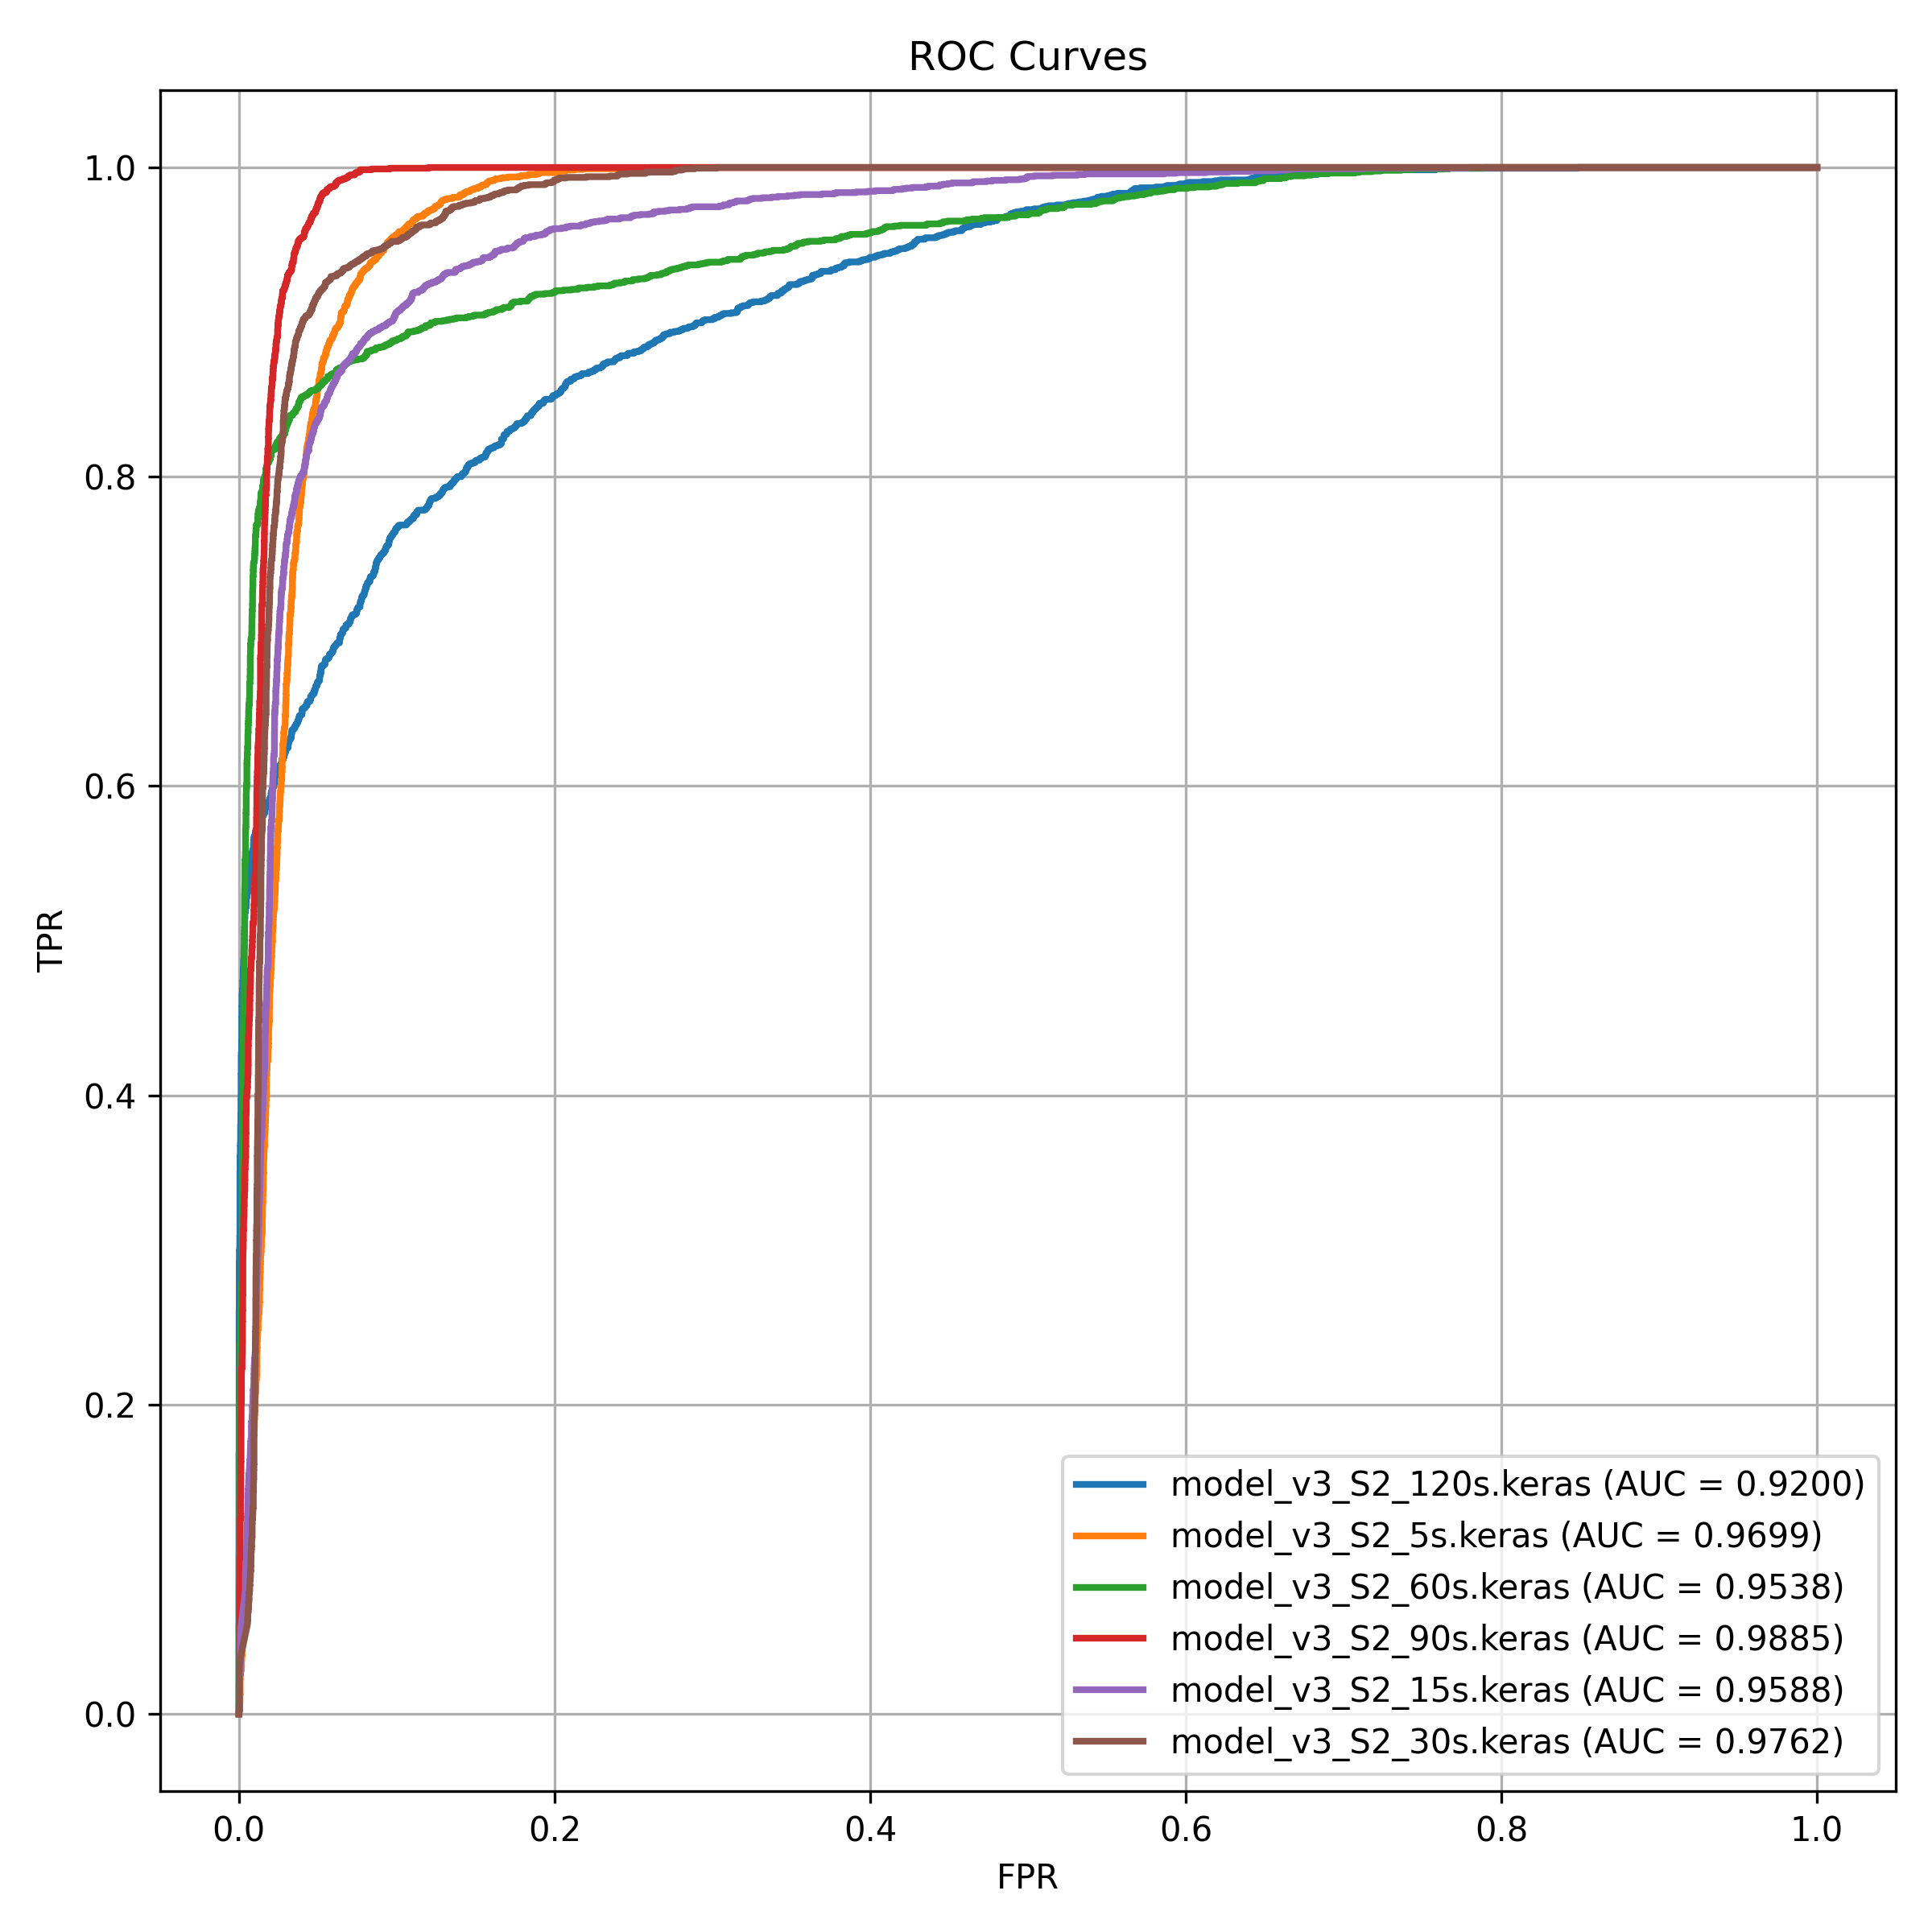 ROC Curves
1.0
0.8
0.6
0.4
0.2
0.0
TPR
0.0 0.2 0.4 0.6 0.8 1.0
FPR
model_v3_S2_120s.keras (AUC = 0.9200)
model_v3_S2_5s.keras (AUC = 0.9699)
model_v3_S2_60s.keras (AUC = 0.9538)
model_v3_S2_90s.keras (AUC = 0.9885)
model_v3_S2_15s.keras (AUC = 0.9588)
model_v3_S2_30s.keras (AUC = 0.9762)